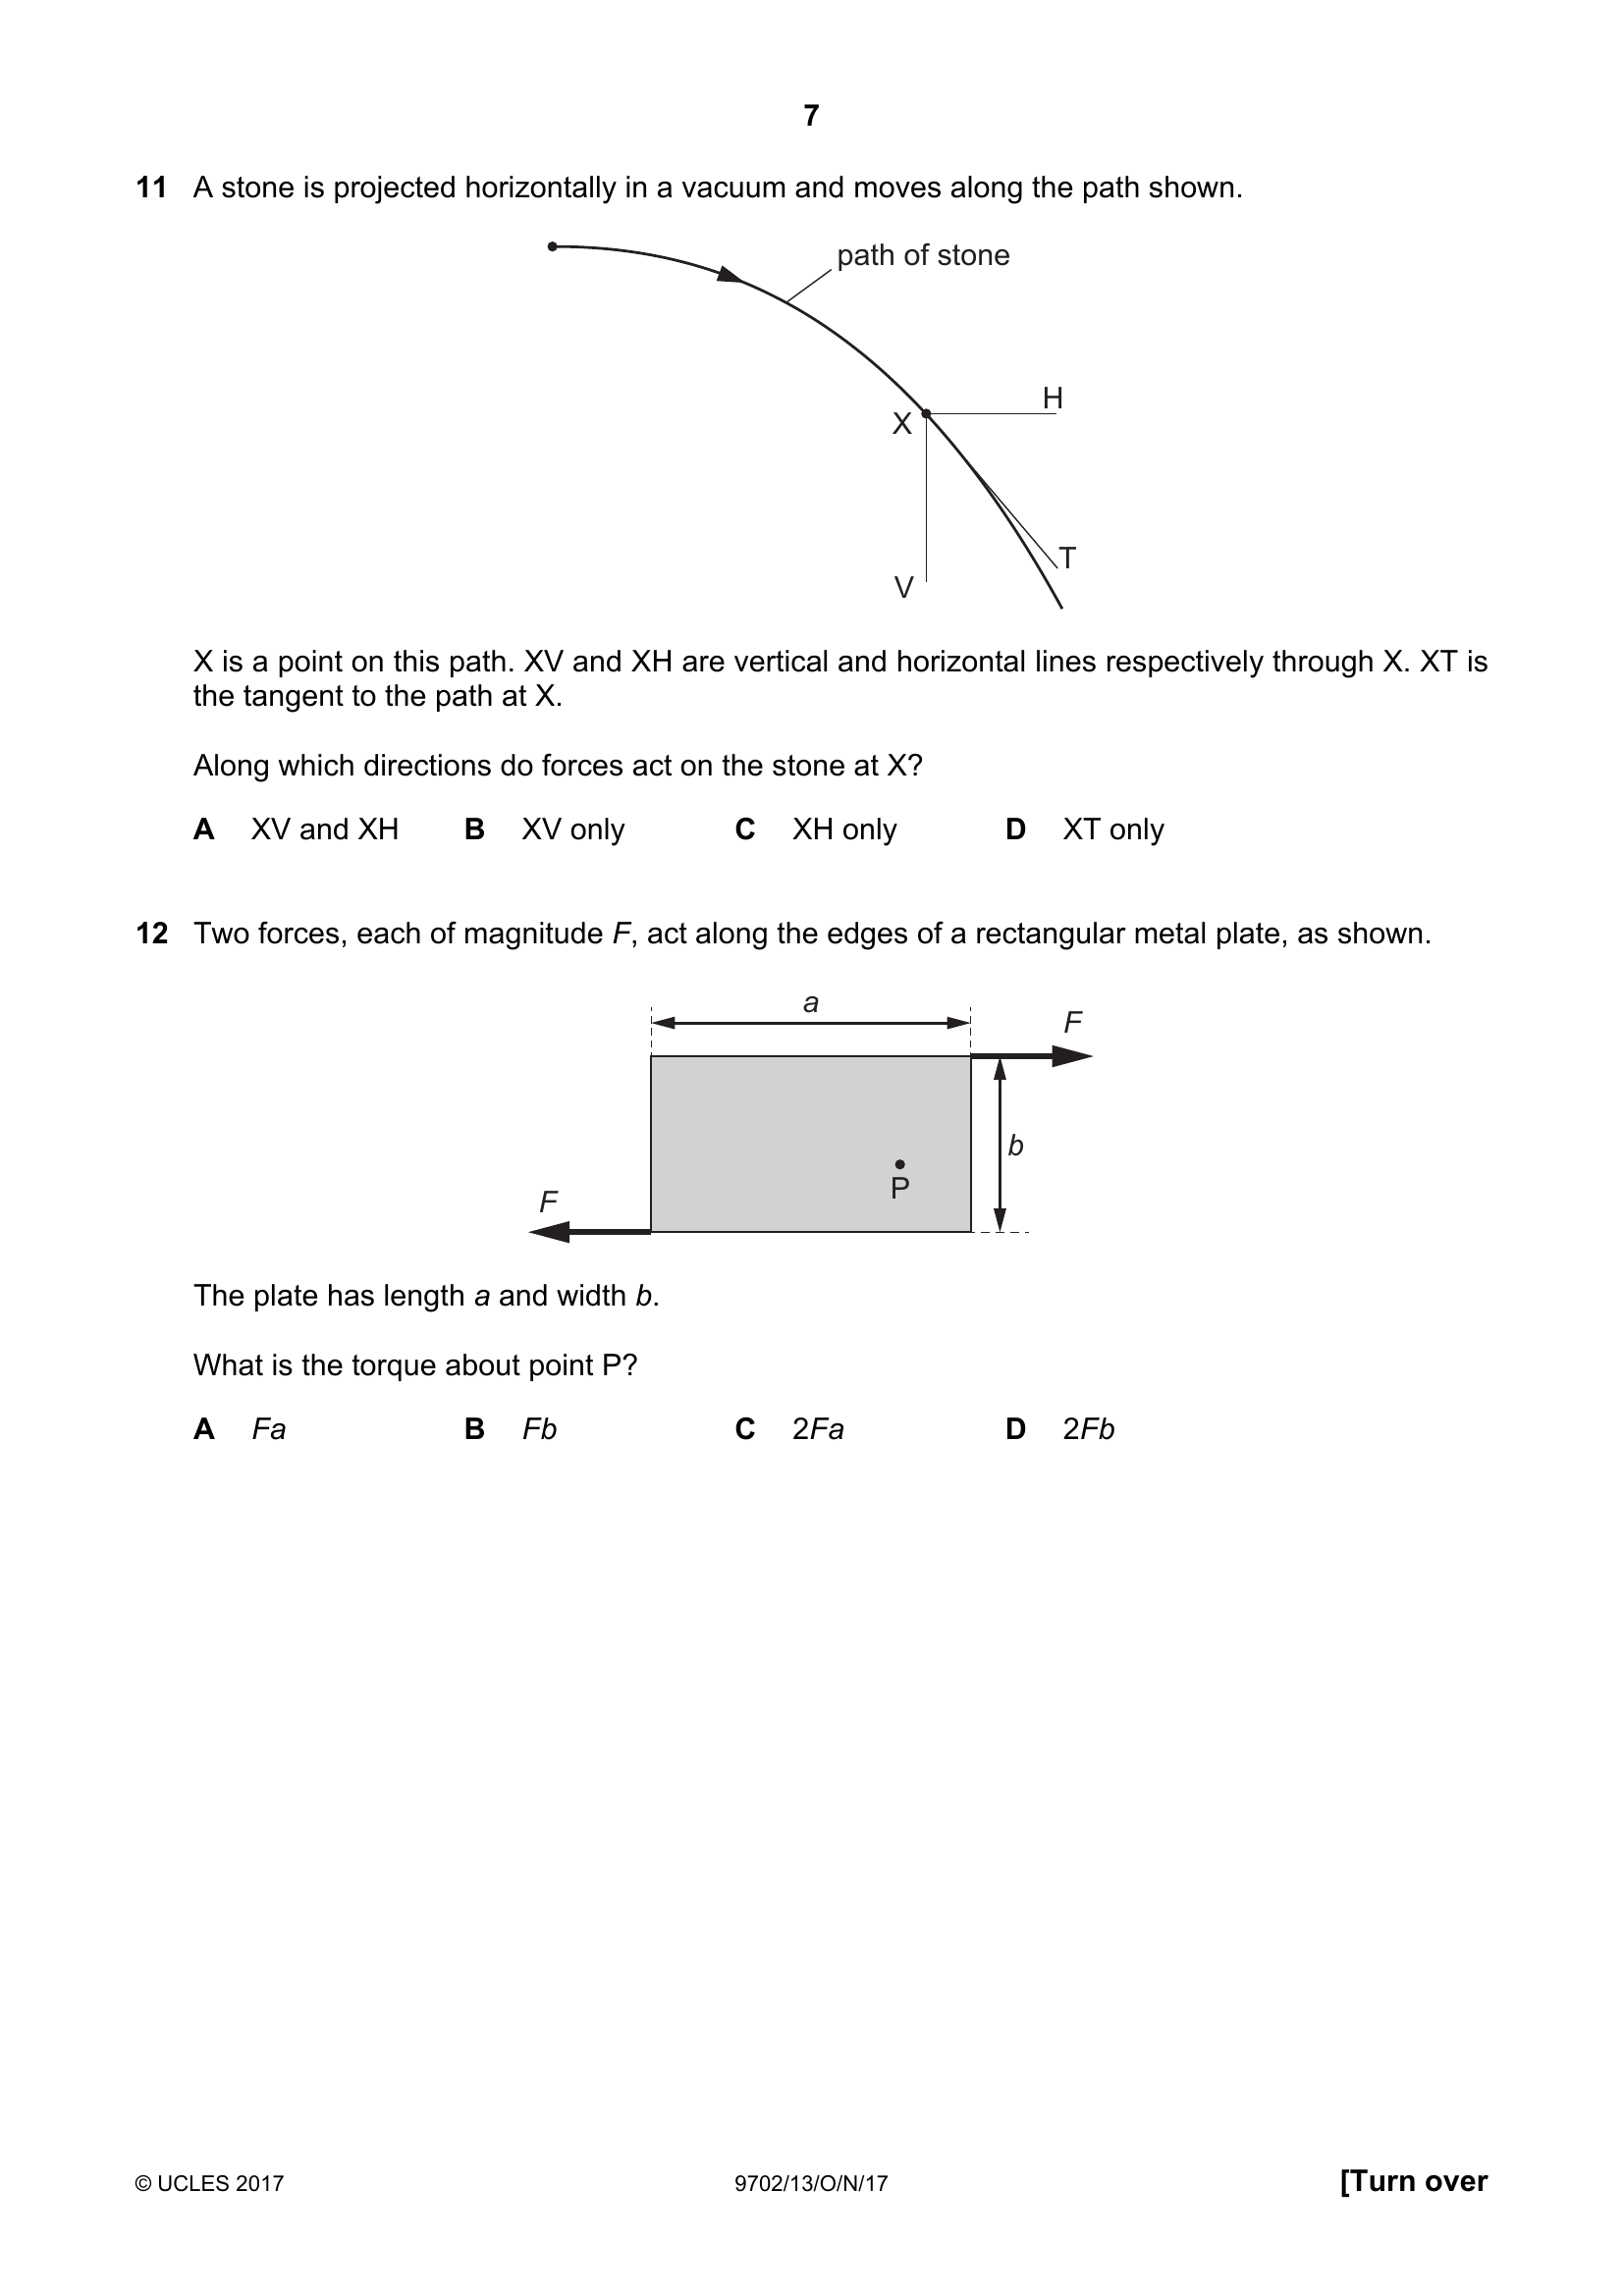 7
11 A stone is projected horizontally in a vacuum and moves along the path shown.
path of stone
H
X
T
V
X is a point on this path. XV and XH are vertical and horizontal lines respectively through X. XT is
the tangent to the path at X.
Along which directions do forces act on the stone at X?
A XV and XH B XV only C XH only D XT only
12 Two forces, each of magnitude F, act along the edges of a rectangular metal plate, as shown.
a
F
b
P
F
The plate has length a and width b.
What is the torque about point P?
A Fa B Fb C 2Fa D 2Fb
© UCLES 2017 9702/13/O/N/17 [Turn over